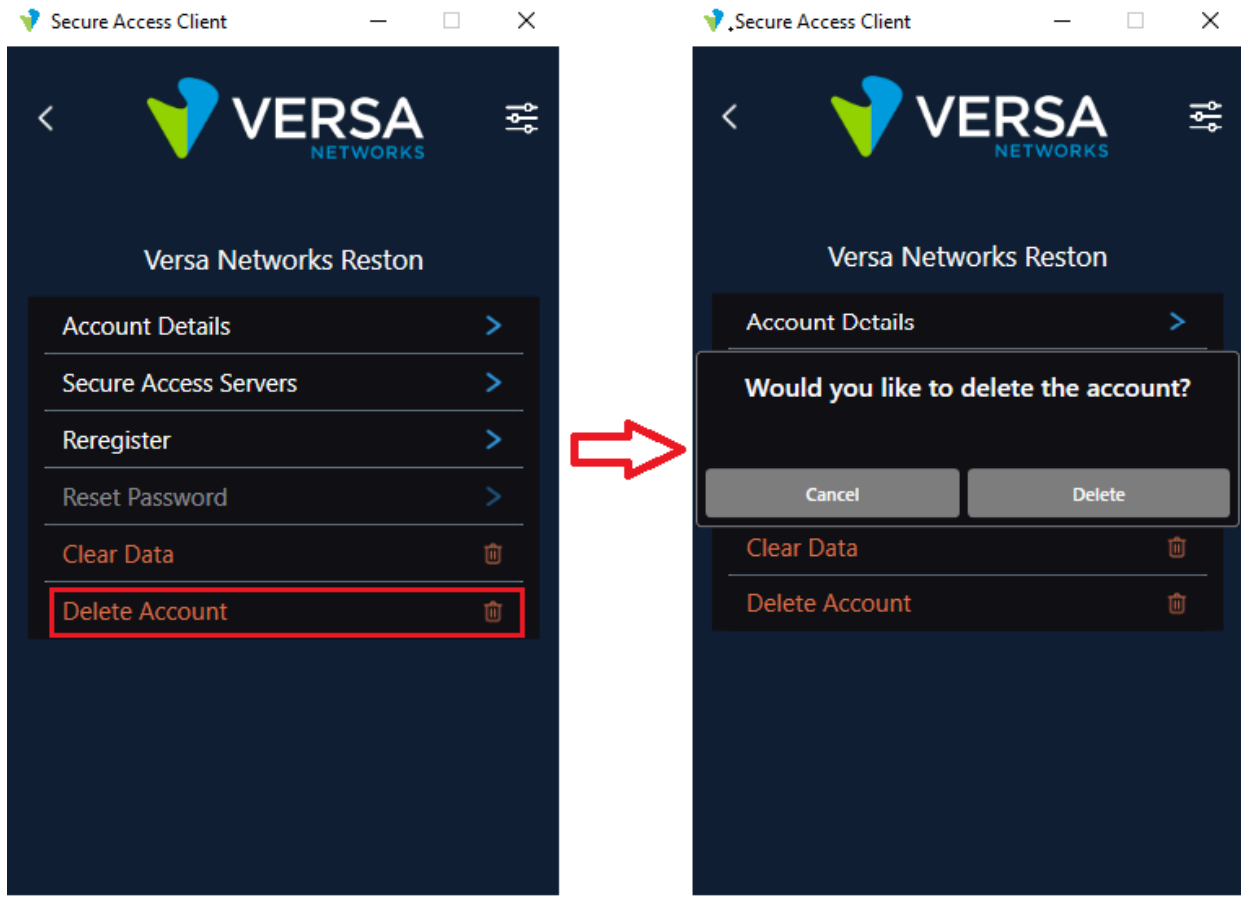 Secure Access Client
VERSA
NETWORKS
Versa Networks Reston
Account Details
Secure Access Servers
Reregister
Reset Password
Clear Data
Delete Account
Secure Access Client
VERSA
NETWORKS
Versa Networks Reston
Account Details
Would you like to delete the account?
Cancel
Delete
Clear Data
Delete Account